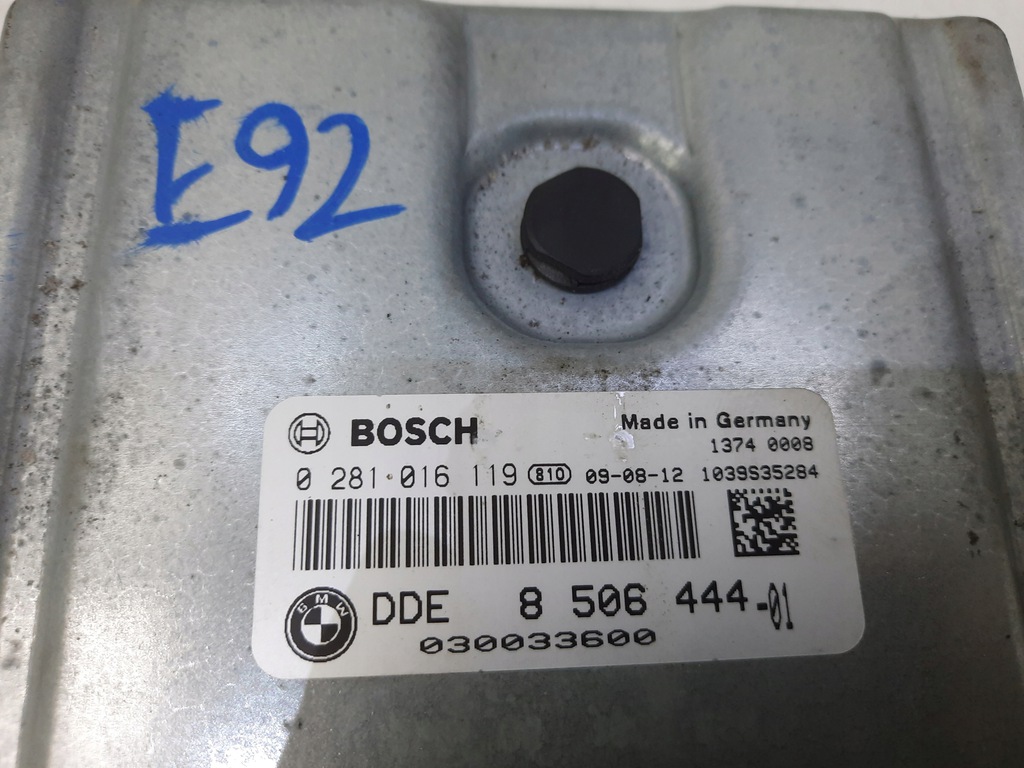 E92
BOSCH
Made in Germany
1374 0008
0 281 016 119 810 09-08-12 1039S35284
BMW DDE 8 506 444-01
030033600